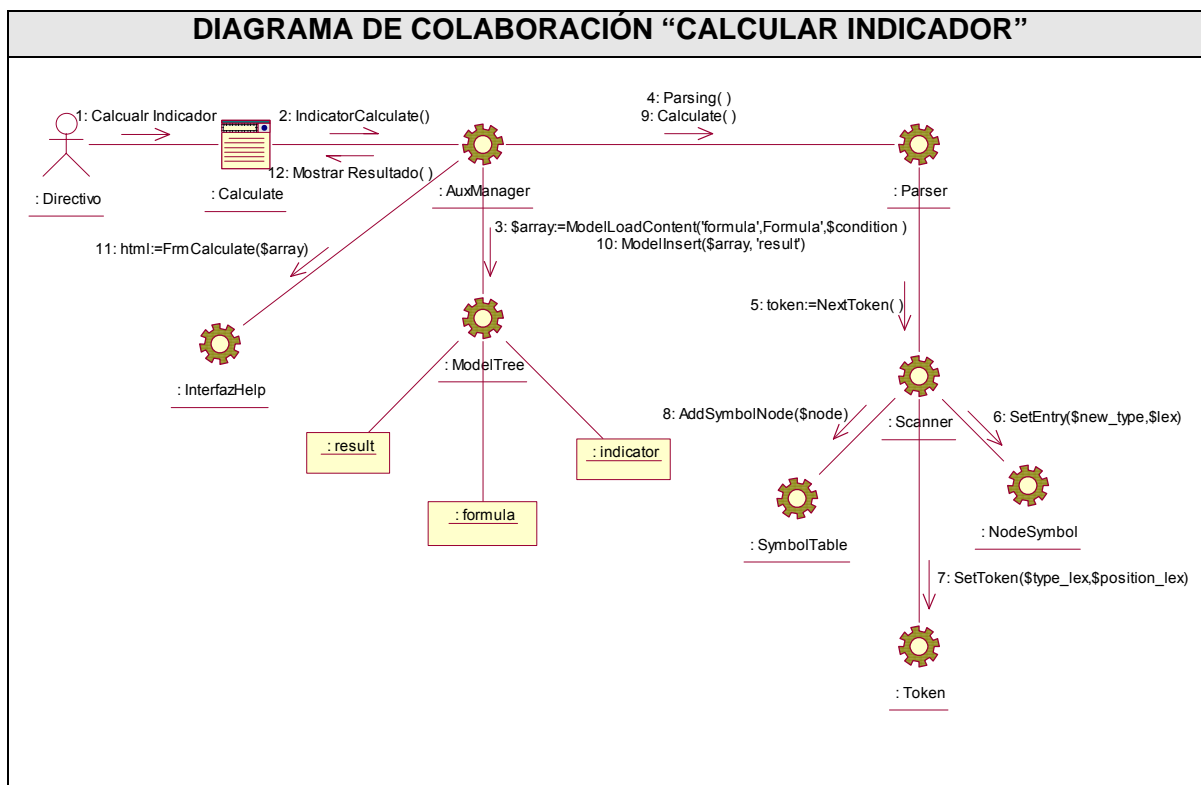 DIAGRAMA DE COLABORACIÓN “CALCULAR INDICADOR”
1: Calcualr Indicador
2: IndicatorCalculate()
4: Parsing( )
9: Calculate( )
12: Mostrar Resultado( )
: Directivo
: Calculate
: AuxManager
: Parser
3: $array:=ModelLoadContent('formula',Formula',$condition )
10: ModelInsert($array, 'result')
11: html:=FrmCalculate($array)
5: token:=NextToken( )
: InterfazHelp
: ModelTree
8: AddSymbolNode($node)
: Scanner
6: SetEntry($new_type,$lex)
: result
: indicator
: formula
: SymbolTable
: NodeSymbol
7: SetToken($type_lex,$position_lex)
: Token